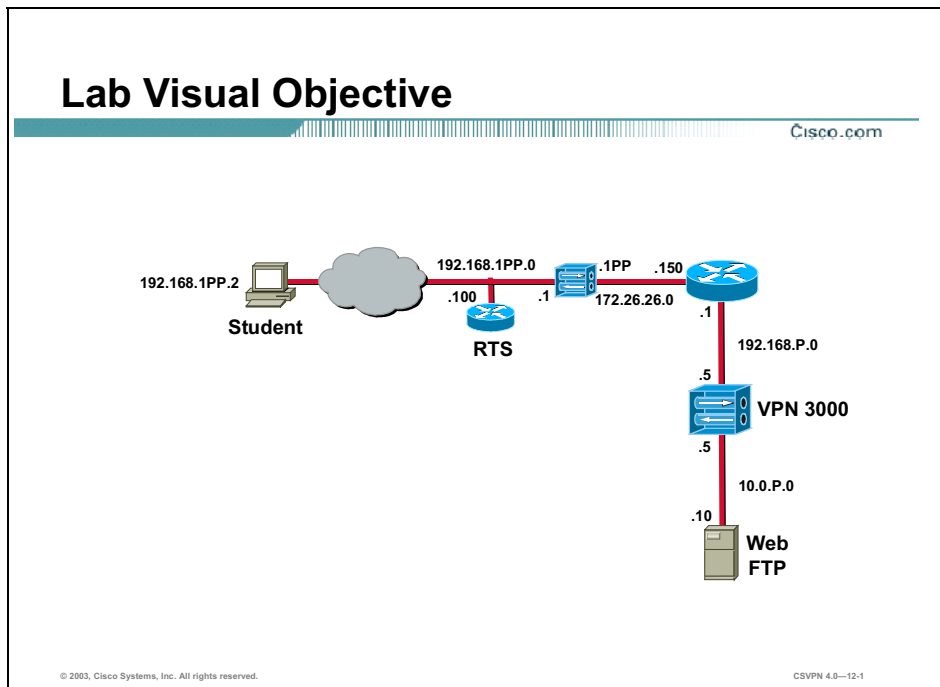 Lab Visual Objective
Cisco.com
192.168.1PP.2
Student
192.168.1PP.0
.100
RTS
.1
.1PP
172.26.26.0
.150
.1
192.168.P.0
.5
VPN 3000
.5
10.0.P.0
.10
Web
FTP
© 2003, Cisco Systems, Inc. All rights reserved.
CSVPN 4.0—12-1